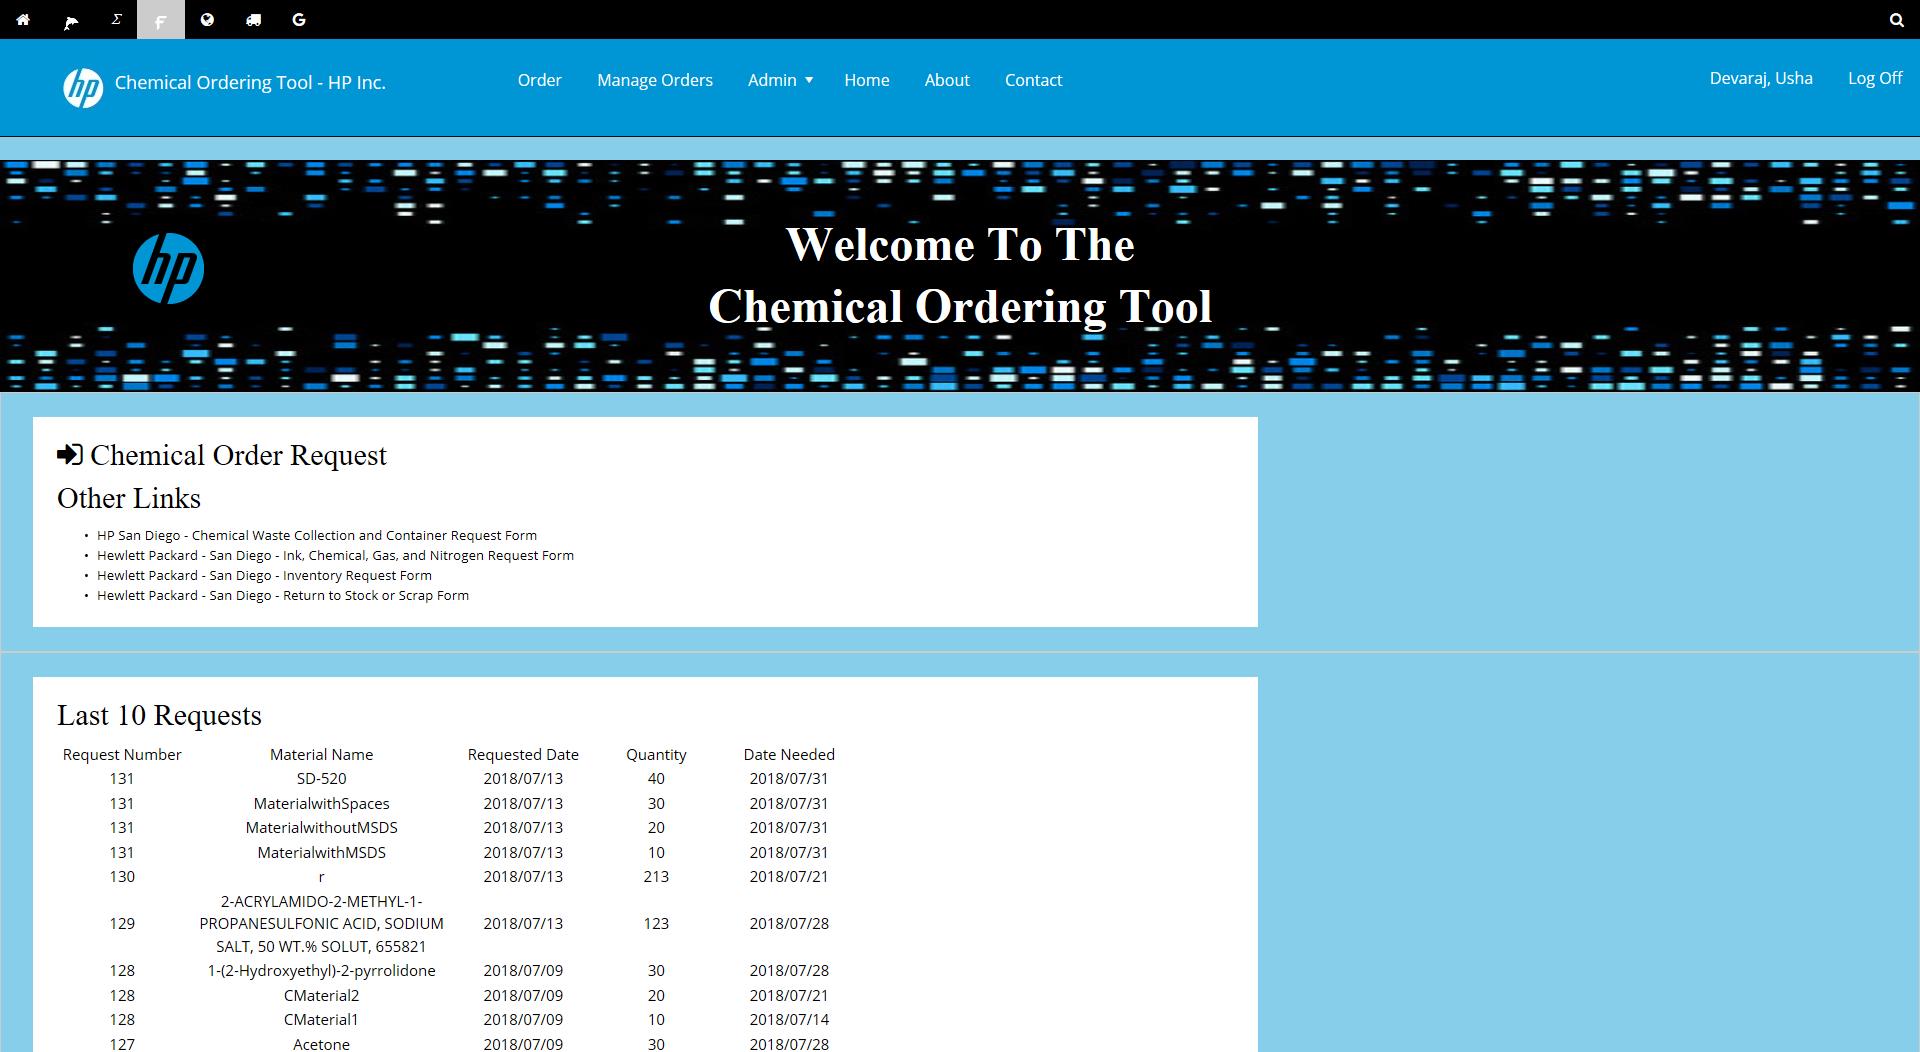 Σ F G
hp Chemical Ordering Tool - HP Inc. Order Manage Orders Admin Home About Contact Devaraj, Usha Log Off
hp
Welcome To The
Chemical Ordering Tool
Chemical Order Request
Other Links
• HP San Diego - Chemical Waste Collection and Container Request Form
• Hewlett Packard - San Diego - Ink, Chemical, Gas, and Nitrogen Request Form
• Hewlett Packard - San Diego - Inventory Request Form
• Hewlett Packard - San Diego - Return to Stock or Scrap Form
Last 10 Requests
Request Number Material Name Requested Date Quantity Date Needed
131 SD-520 2018/07/13 40 2018/07/31
131 MaterialwithSpaces 2018/07/13 30 2018/07/31
131 MaterialwithoutMSDS 2018/07/13 20 2018/07/31
131 MaterialwithMSDS 2018/07/13 10 2018/07/31
130 r 2018/07/13 213 2018/07/21
2-ACRYLAMIDO-2-METHYL-1-
129 PROPANESULFONIC ACID, SODIUM 2018/07/13 123 2018/07/28
SALT, 50 WT.% SOLUT, 655821
128 1-(2-Hydroxyethyl)-2-pyrrolidone 2018/07/09 30 2018/07/28
128 CMaterial2 2018/07/09 20 2018/07/21
128 CMaterial1 2018/07/09 10 2018/07/14
127 Acetone 2018/07/09 30 2018/07/28